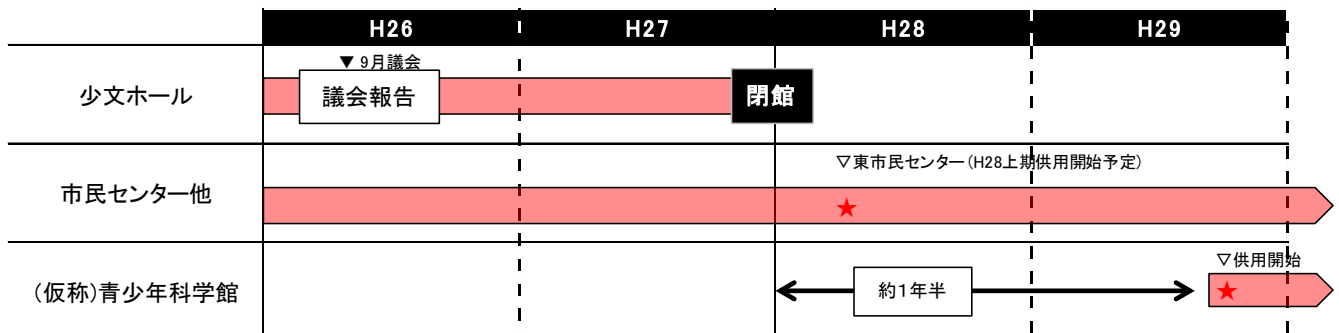 H26 H27 H28 H29
▼ 9月議会
少文ホール 議会報告 閉館
▽東市民センター(H28上期供用開始予定)
市民センター他
★
▽供用開始
(仮称)青少年科学館 約1年半 ★